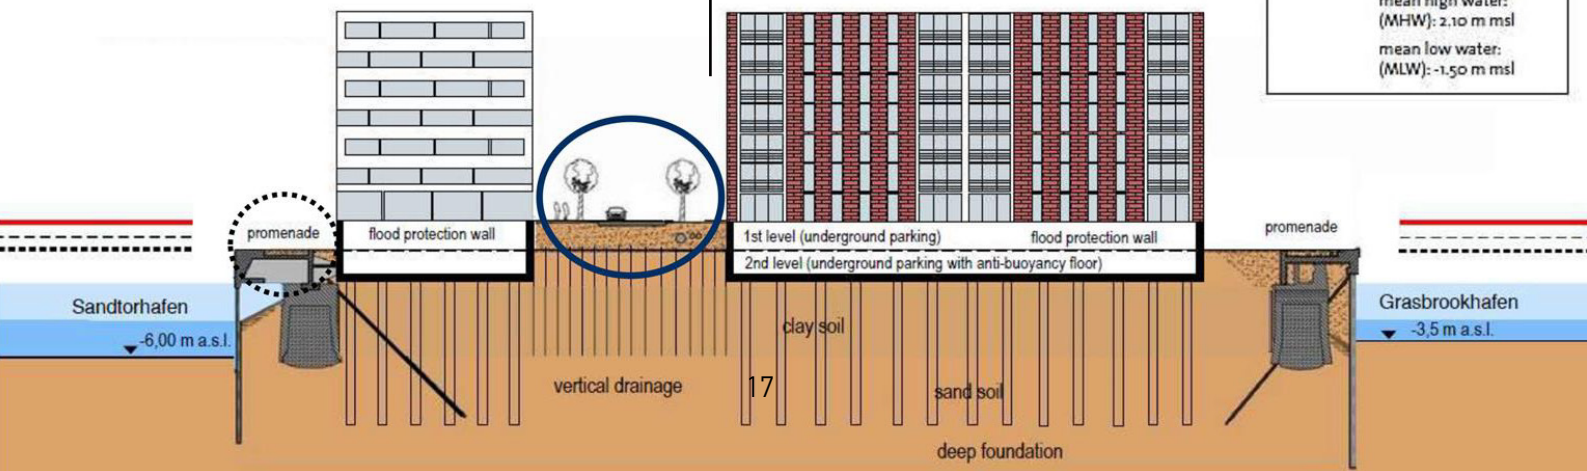 mean high water:
(MHW): 2.10 m msl
mean low water:
(MLW): -1.50 m msl
promenade
flood protection wall
1st level (underground parking)
flood protection wall
promenade
2nd level (underground parking with anti-buoyancy floor)
Sandtorhafen
Grasbrookhafen
-6,00 m a.s.l.
clay soil
-3,5 m a.s.l.
vertical drainage
17
sand soil
deep foundation